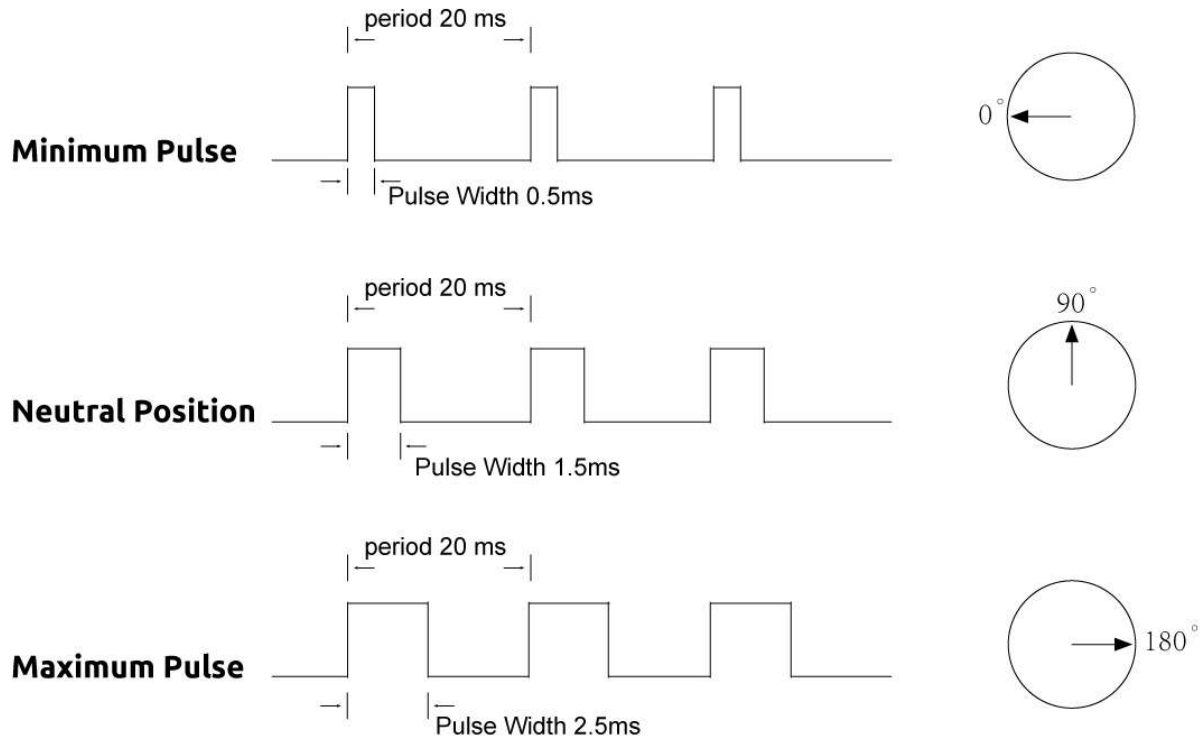 period 20 ms
0°
Minimum Pulse
Pulse Width 0.5ms
period 20 ms
90°
Neutral Position
Pulse Width 1.5ms
period 20 ms
180°
Maximum Pulse
Pulse Width 2.5ms